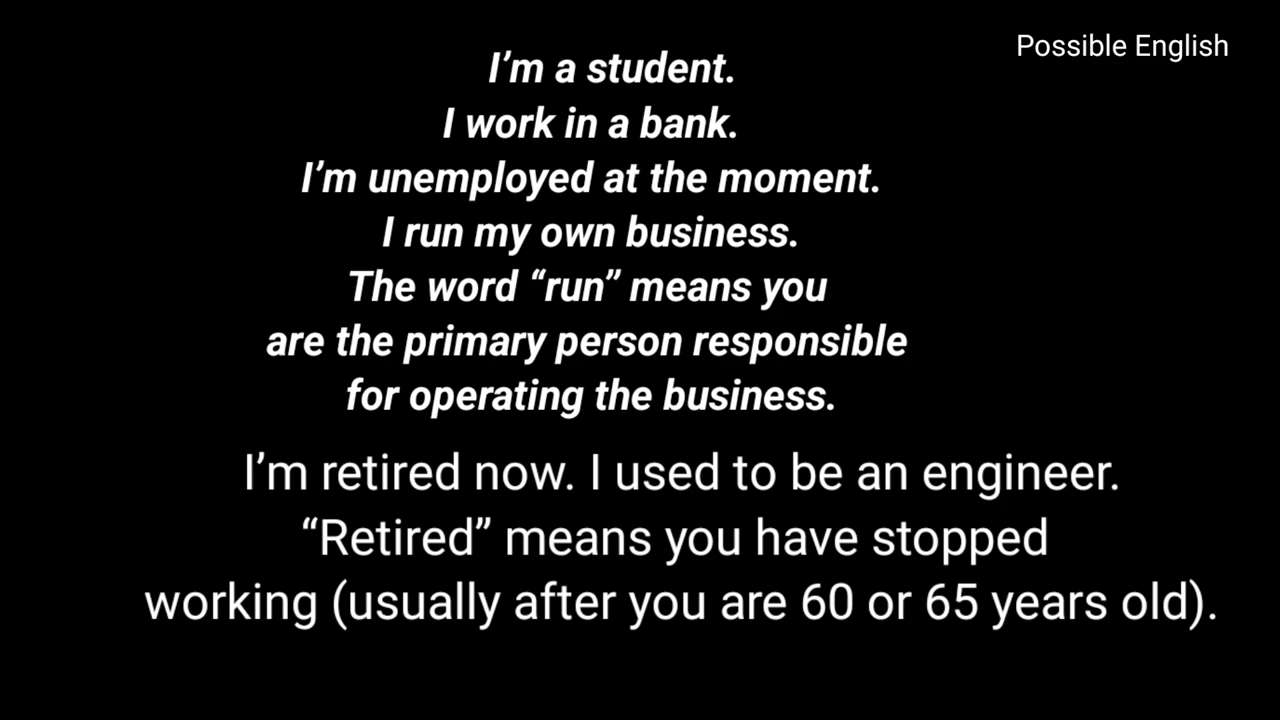 Possible English
I’m a student.
I work in a bank.
I’m unemployed at the moment.
I run my own business.
The word “run” means you
are the primary person responsible
for operating the business.
I’m retired now. I used to be an engineer.
“Retired” means you have stopped
working (usually after you are 60 or 65 years old).